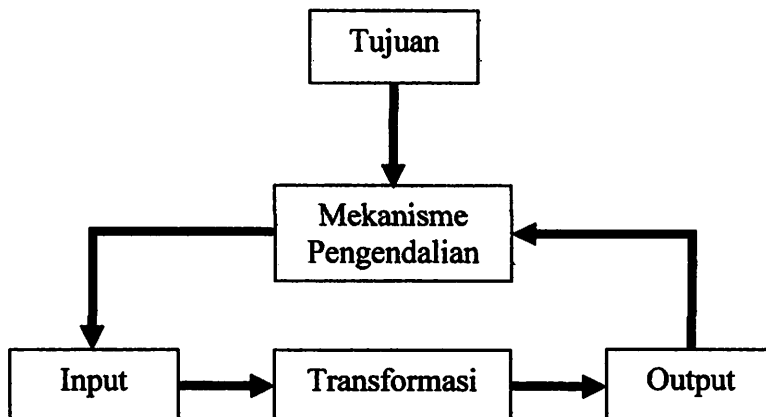 Tujuan
Mekanisme
Pengendalian
Input
Transformasi
Output